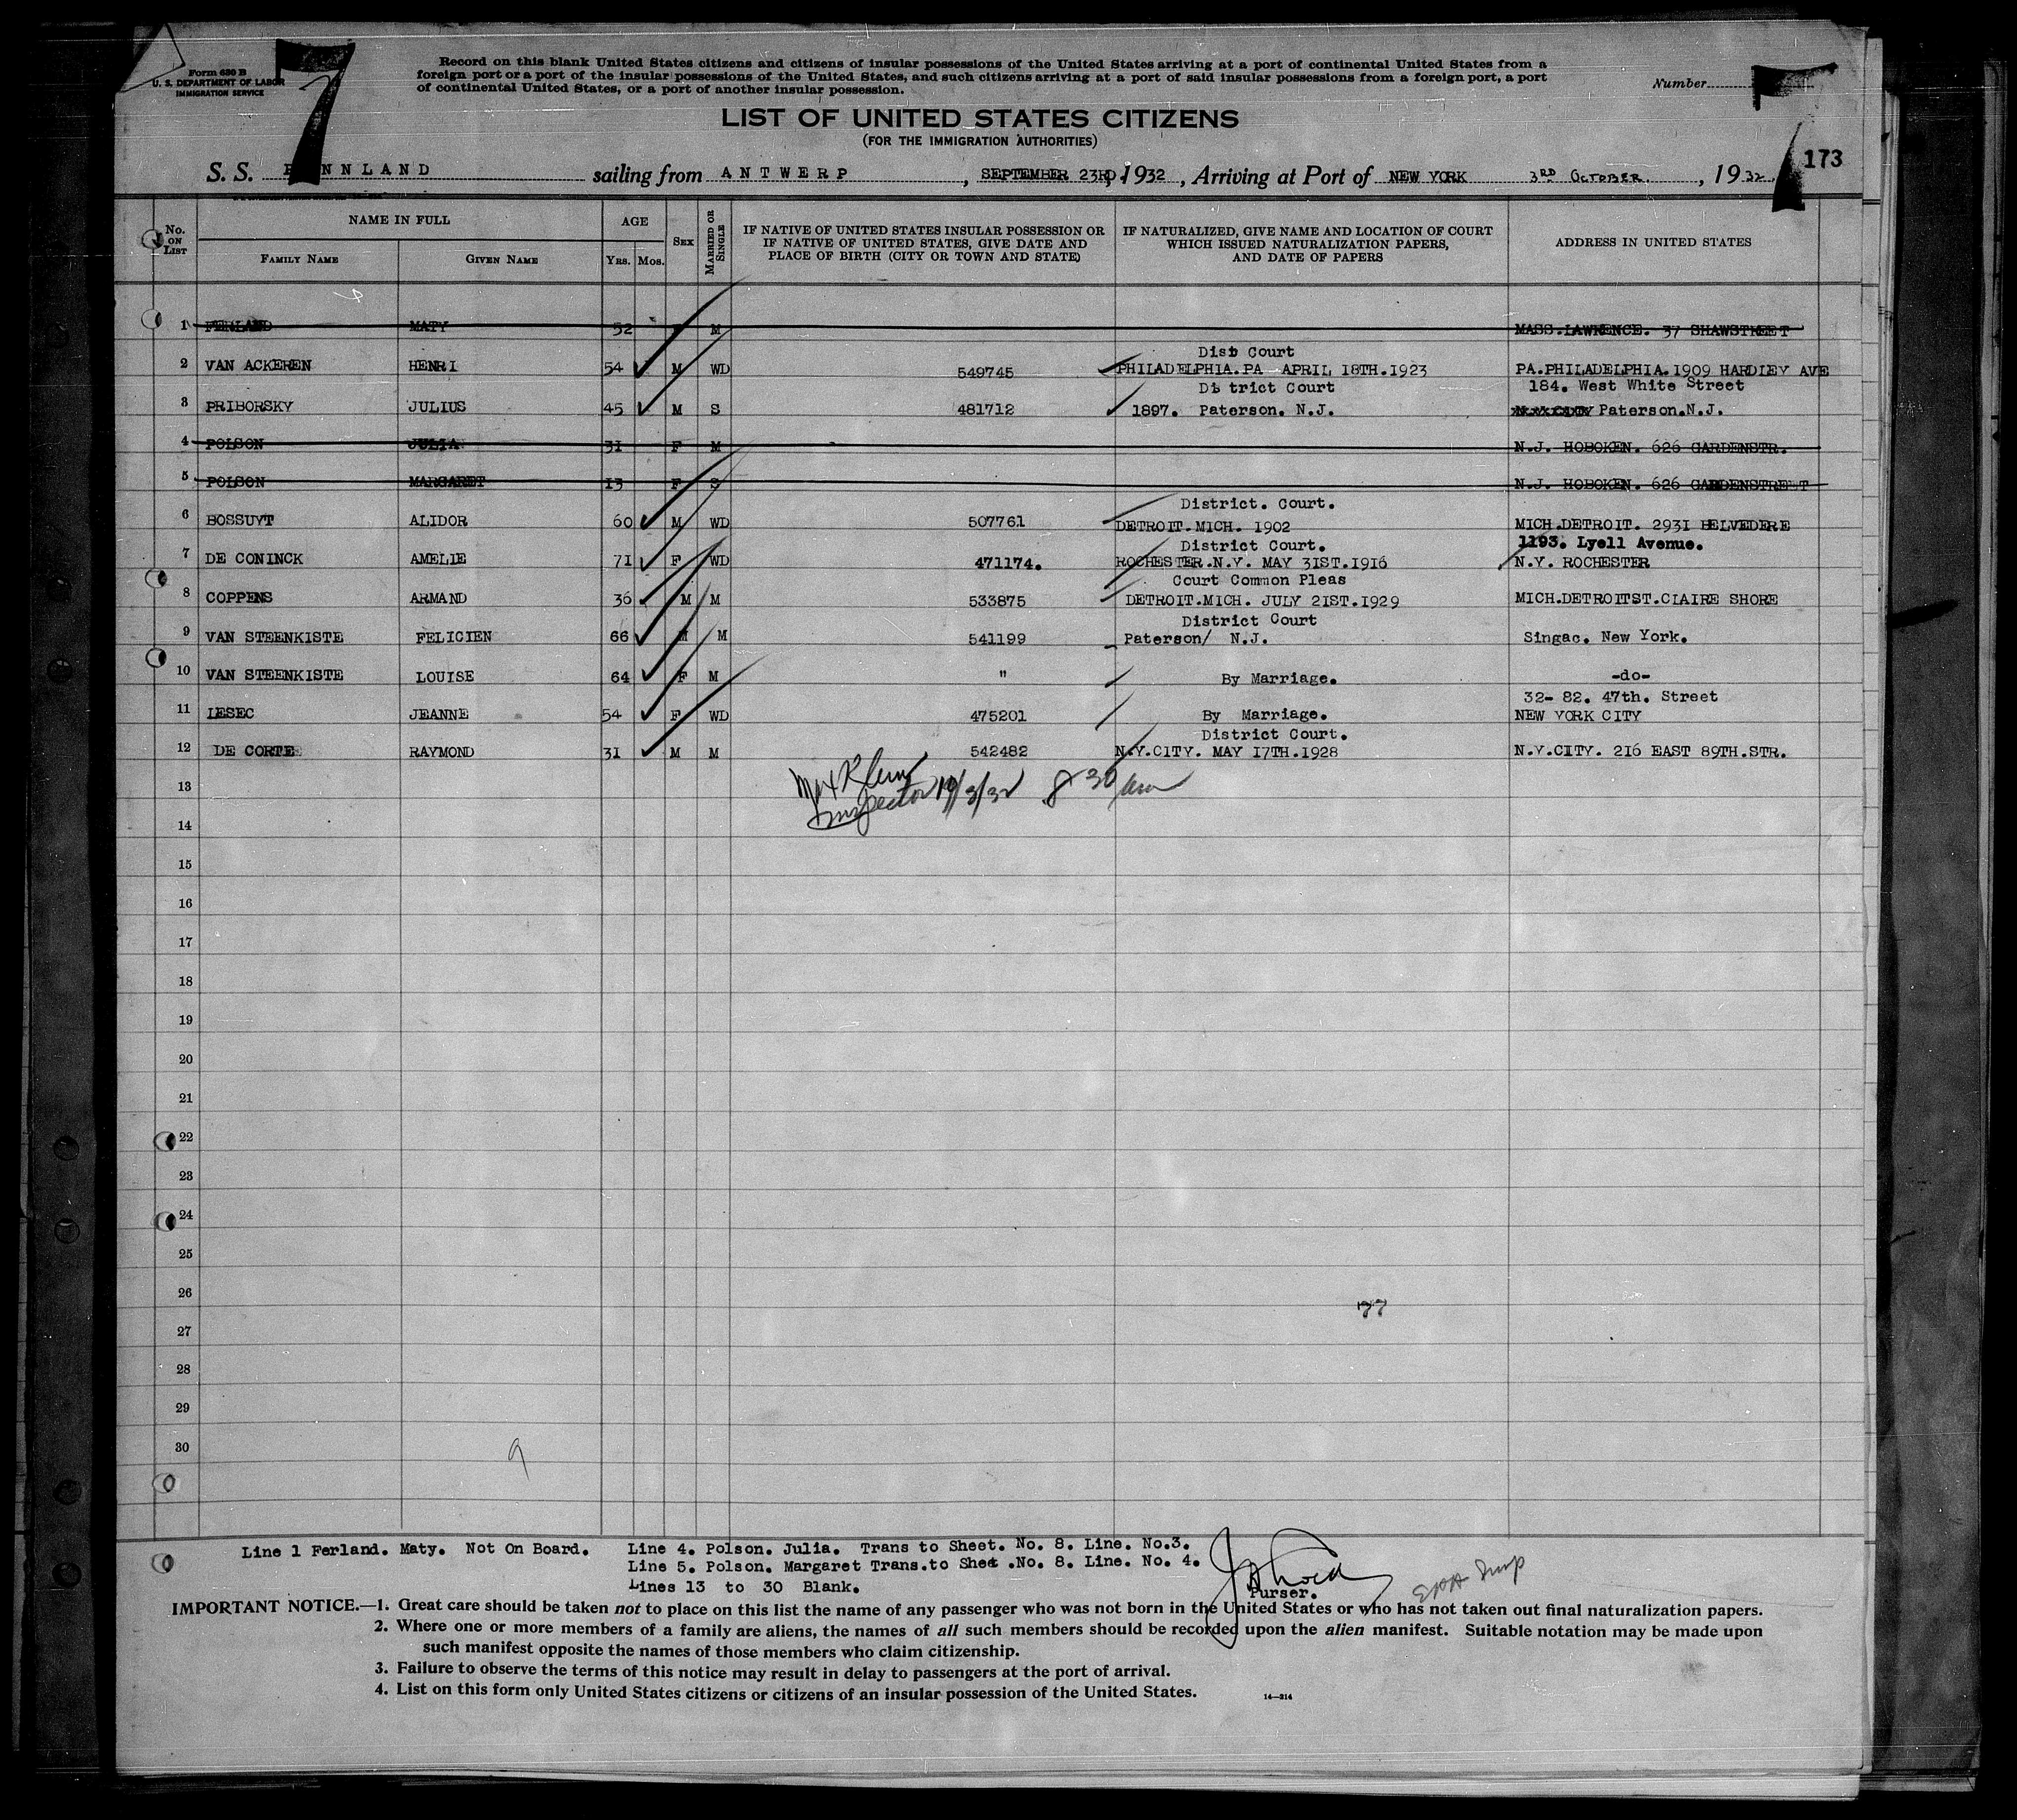 Form 630 B
U. S. DEPARTMENT OF LABOR
IMMIGRATION SERVICE
7
Record on this blank United States citizens and citizens of insular possessions of the United States arriving at a port of continental United States from a
foreign port or a port of the insular possessions of the United States, and such citizens arriving at a port of said insular possessions from a foreign port, a port
of continental United States, or a port of another insular possession.
Number
LIST OF UNITED STATES CITIZENS
(FOR THE IMMIGRATION AUTHORITIES)
173
S. S. NNLAND sailing from ANTWERP, SEPTEMBER 23RD, 1932, Arriving at Port of NEW YORK 3RD OCTOBER, 1932
No. ON LIST
NAME IN FULL
FAMILY NAME GIVEN NAME
AGE
YRS. MOS.
SEX
MARRIED OR SINGLE
IF NATIVE OF UNITED STATES INSULAR POSSESSION OR
IF NATIVE OF UNITED STATES, GIVE DATE AND
PLACE OF BIRTH (CITY OR TOWN AND STATE)
IF NATURALIZED, GIVE NAME AND LOCATION OF COURT
WHICH ISSUED NATURALIZATION PAPERS,
AND DATE OF PAPERS
ADDRESS IN UNITED STATES
1 FERLAND MATY 52 M MASS.LAWRENCE. 37 SHAWSTREET
Dist Court
2 VAN ACKEREN HENRI 54 M WD 549745 PHILADELPHIA.PA APRIL 18TH.1923 PA.PHILADELPHIA.1909 HARDLEY AVE
District Court 184. West White Street
3 PRIBORSKY JULIUS 45 M S 481712 1897. Paterson. N.J. Paterson.N.J.
4 POLSON JULIA 31 F M N.J. HOBOKEN. 626 GARDENSTR.
5 POLSON MARGARET 13 F S N.J. HOBOKEN. 626 GARDENSTREET
District. Court.
6 BOSSUYT ALIDOR 60 M WD 507761 DETROIT.MICH. 1902 MICH.DETROIT. 2931 BELVEDERE
District Court. 1193. Lyell Avenue.
7 DE CONINCK AMELIE 71 F WD 471174. ROCHESTER.N.Y. MAY 31ST.1916 N.Y. ROCHESTER
Court Common Pleas
8 COPPENS ARMAND 36 M M 533875 DETROIT.MICH. JULY 21ST.1929 MICH.DETROITST.CLAIRE SHORE
District Court
9 VAN STEENKISTE FELICIEN 66 M M 541199 Paterson/ N.J. Singac. New York.
10 VAN STEENKISTE LOUISE 64 F M " By Marriage. -do-
32- 82. 47th. Street
11 LESEC JEANNE 54 F WD 475201 By Marriage. NEW YORK CITY
District Court.
12 DE CORTE RAYMOND 31 M M 542482 N.Y.CITY. MAY 17TH.1928 N.Y.CITY. 216 EAST 89TH.STR.
13 Max Klein 8 30 am
Inspector 10/3/32
14
15
16
17
18
19
20
21
22
23
24
25
26
77
27
28
29
30
9
Line 1 Ferland. Maty. Not On Board. Line 4. Polson. Julia. Trans to Sheet. No. 8. Line. No.3.
Line 5. Polson. Margaret Trans.to Sheet .No. 8. Line. No. 4.
Lines 13 to 30 Blank.
Purser.
IMPORTANT NOTICE.—1. Great care should be taken not to place on this list the name of any passenger who was not born in the United States or who has not taken out final naturalization papers.
2. Where one or more members of a family are aliens, the names of all such members should be recorded upon the alien manifest. Suitable notation may be made upon
such manifest opposite the names of those members who claim citizenship.
3. Failure to observe the terms of this notice may result in delay to passengers at the port of arrival.
4. List on this form only United States citizens or citizens of an insular possession of the United States.
14—214